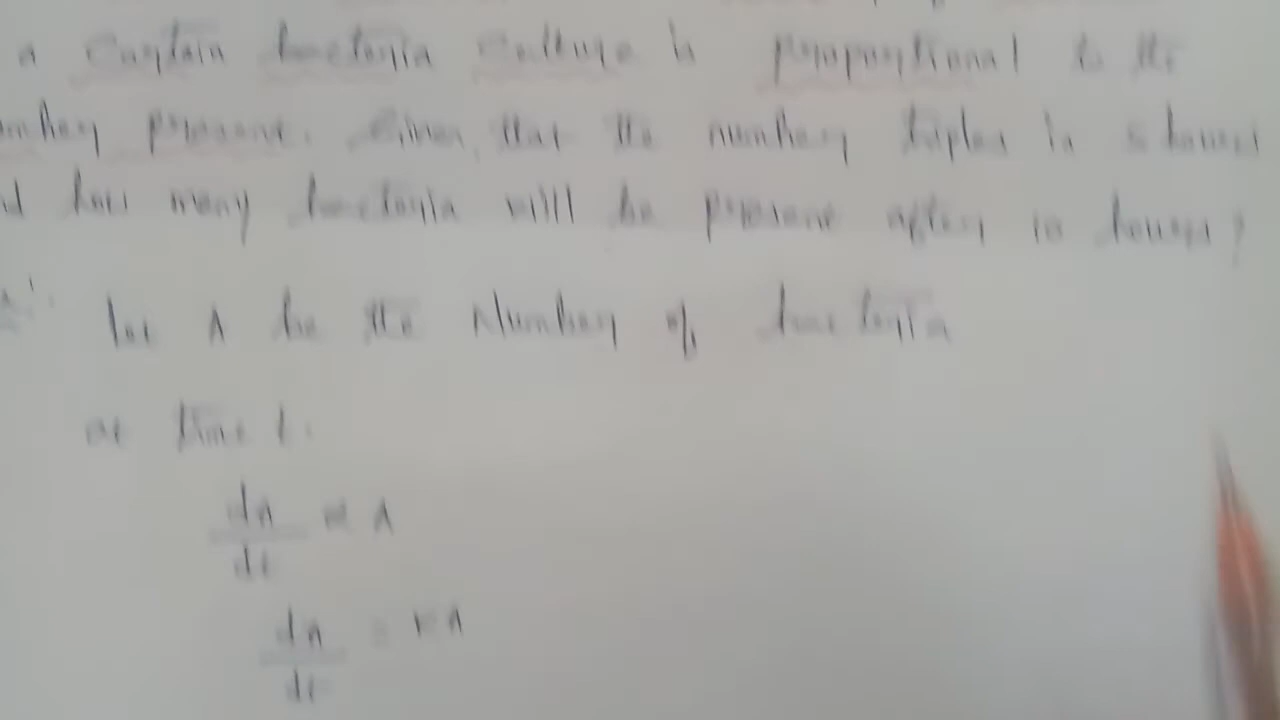 a certain bacteria culture is proportional to the
number present. Given that the number triples in 5 hours
how many bacteria will be present after 10 hours?
let A be the Number of bacteria
at time t.
dA/dt ∝ A
dA/dt = KA